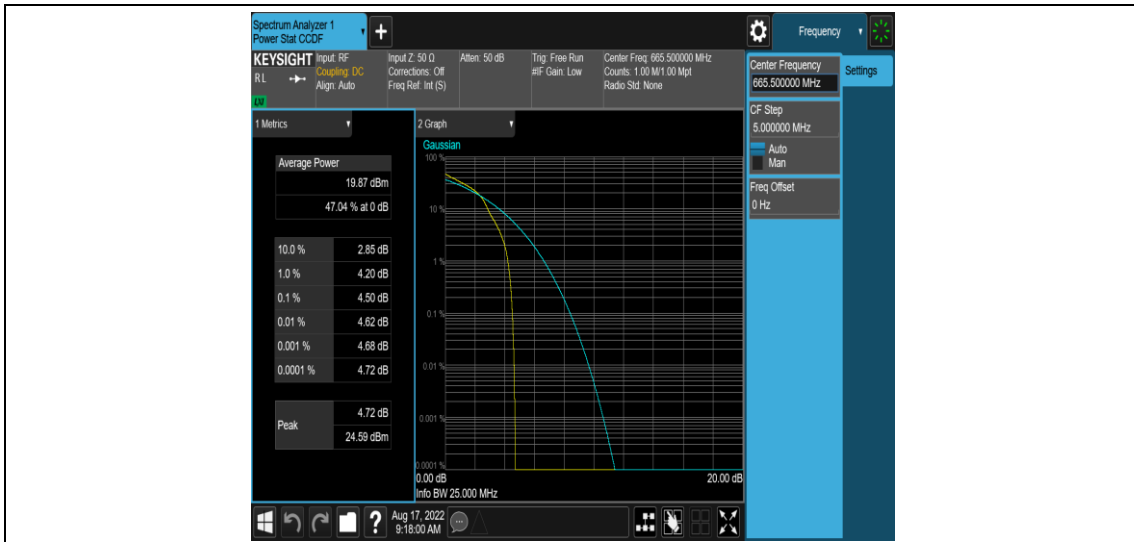 Spectrum Analyzer 1
Power Stat CCDF
Frequency
KEYSIGHT
RL
LXI
Input: RF
Coupling: DC
Align: Auto
Input Z: 50 Ω
Corrections: Off
Freq Ref: Int (S)
Atten: 50 dB
Trig: Free Run
#IF Gain: Low
Center Freq: 665.500000 MHz
Counts: 1.00 M/1.00 Mpt
Radio Std: None
Center Frequency
665.500000 MHz
Settings
CF Step
5.000000 MHz
Auto
Man
Freq Offset
0 Hz
1 Metrics
Average Power
19.87 dBm
47.04 % at 0 dB
10.0 % 2.85 dB
1.0 % 4.20 dB
0.1 % 4.50 dB
0.01 % 4.62 dB
0.001 % 4.68 dB
0.0001 % 4.72 dB
Peak
4.72 dB
24.59 dBm
2 Graph
Gaussian
100 %
10 %
1 %
0.1 %
0.01 %
0.001 %
0.0001 %
0.00 dB 20.00 dB
Info BW 25.000 MHz
Aug 17, 2022
9:18:00 AM